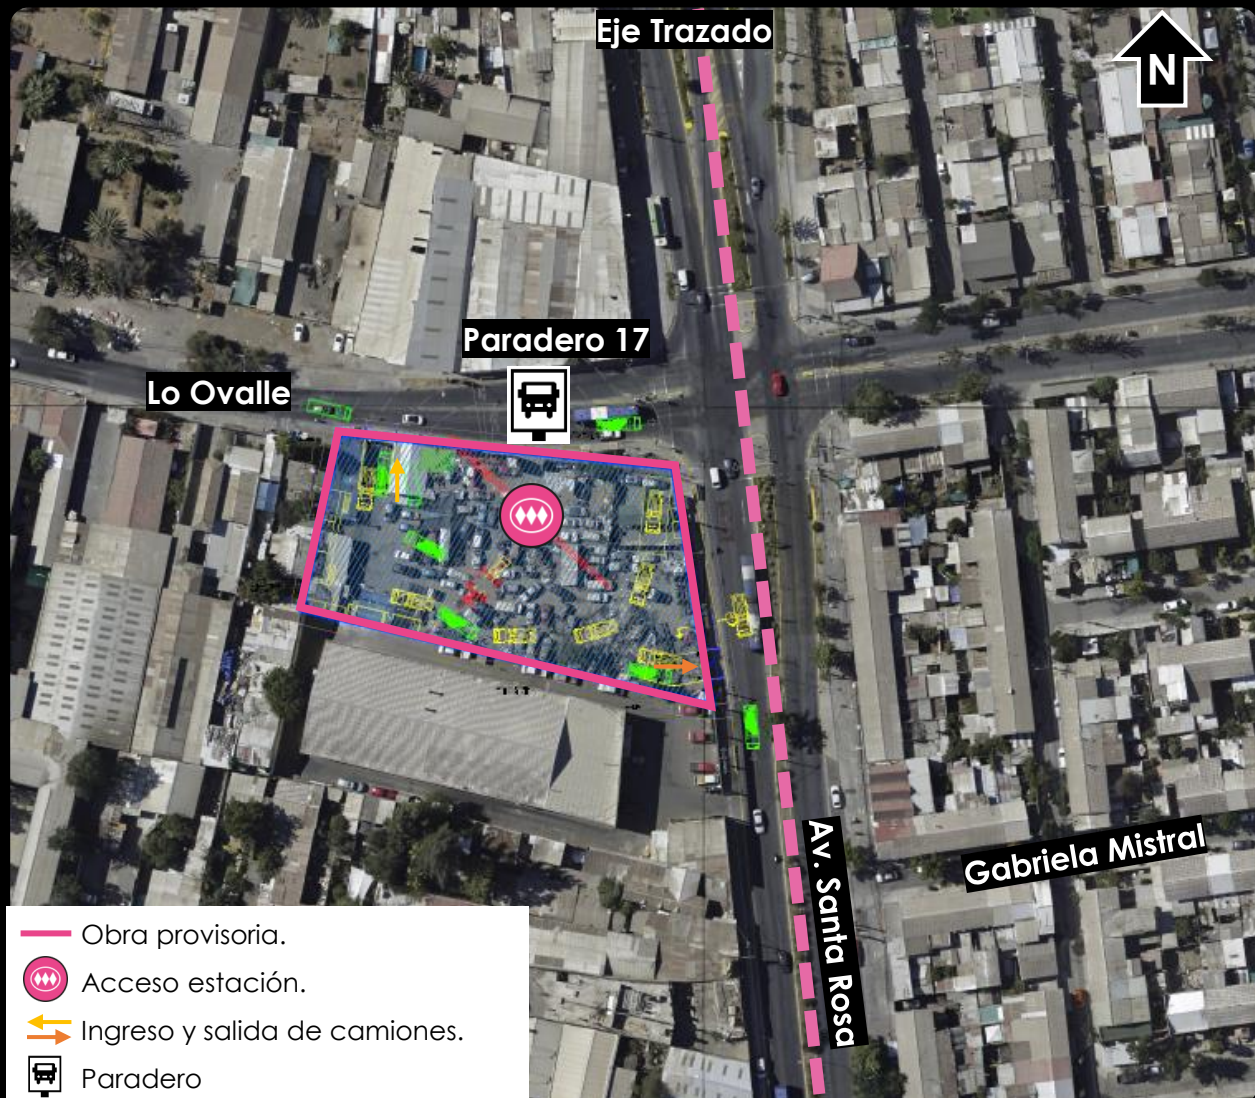 Eje Trazado
N
Paradero 17
Lo Ovalle
Av. Santa Rosa
Gabriela Mistral
Obra provisoria.
Acceso estación.
Ingreso y salida de camiones.
Paradero